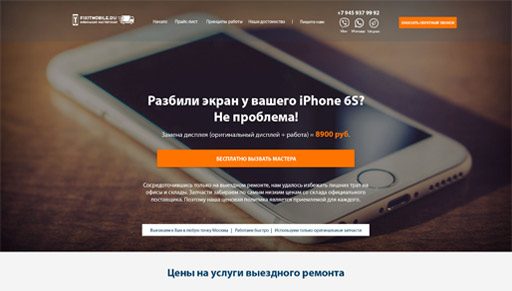 FIXITMOBILE.RU
Начало Прайс-лист Принципы работы Наши достоинства | Пишите нам:
+7 945 937 99 92
Viber Whatsapp Telegram
ЗАКАЗАТЬ ОБРАТНЫЙ ЗВОНОК
Разбили экран у вашего iPhone 6S?
Не проблема!
Замена дисплея (оригинальный дисплей + работа) = 8900 руб.
БЕСПЛАТНО ВЫЗВАТЬ МАСТЕРА
Сосредоточившись только на выездном ремонте, нам удалось избежать лишних трат на
офисы и склады. Запчасти забираем по самым низким ценам со склада официального
поставщика. Поэтому наша ценовая политика является приемлемой для каждого.
Выезжаем к Вам в любую точку Москвы | Работаем быстро | Используем только оригинальные запчасти
Цены на услуги выездного ремонта